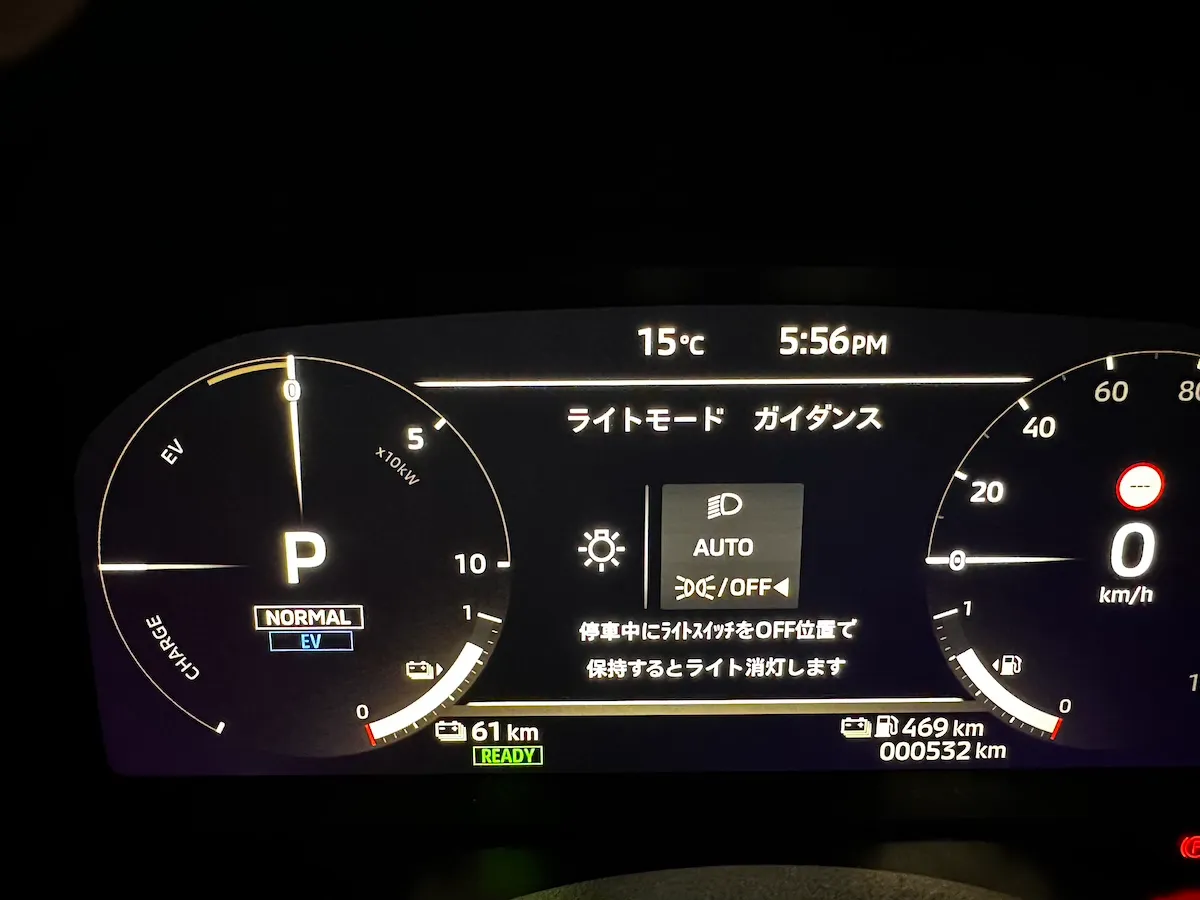 15℃ 5:56PM
ライトモード ガイダンス
0
5
x10kW
EV
10
CHARGE
P
NORMAL
EV
1
0
AUTO
/OFF◀
停車中にﾗｲﾄｽｲｯﾁをOFF位置で
保持するとライト消灯します
61 km
READY
469 km
000532 km
0
20
40
60
80
---
0
km/h
1
0